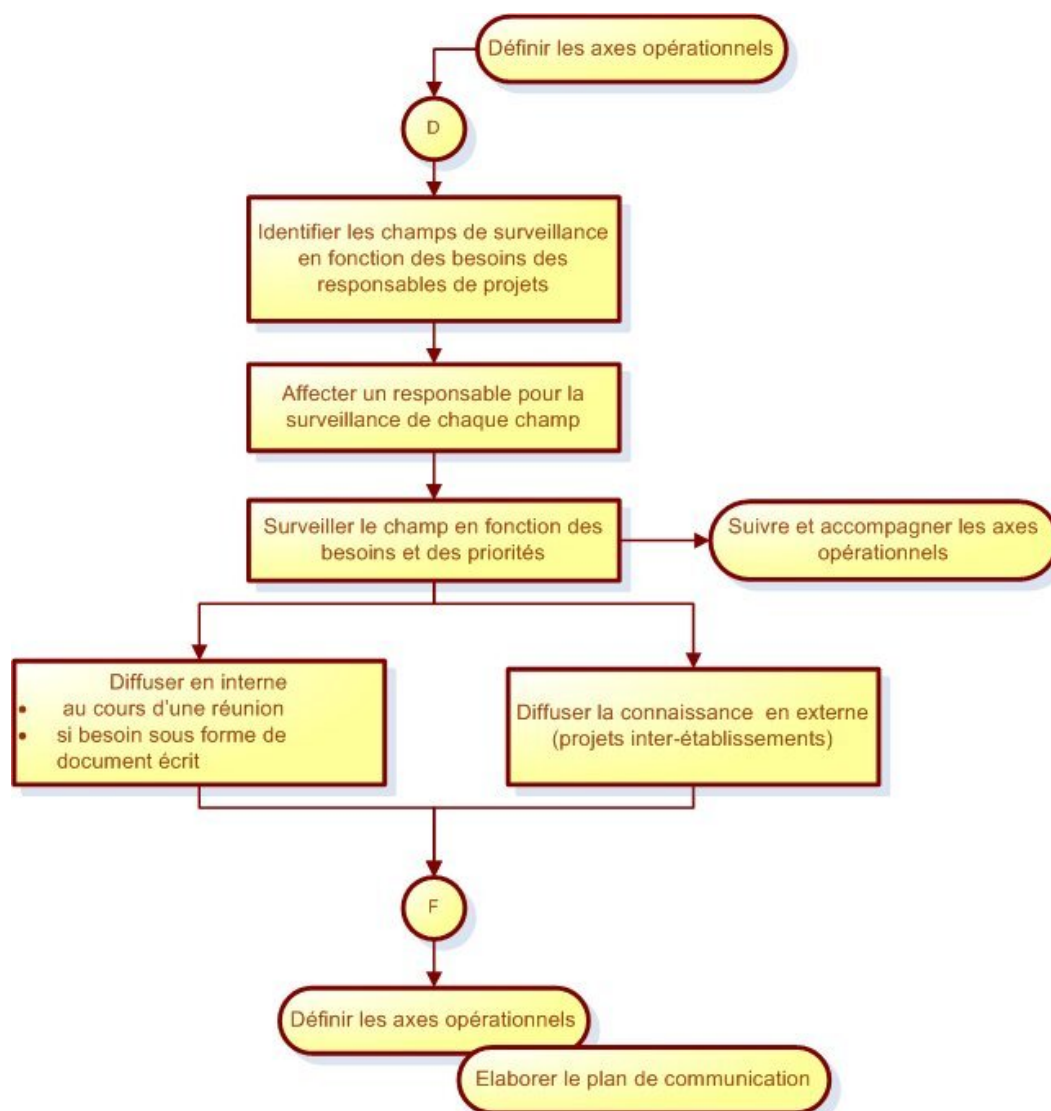 Définir les axes opérationnels
D
Identifier les champs de surveillance
en fonction des besoins des
responsables de projets
Affecter un responsable pour la
surveillance de chaque champ
Surveiller le champ en fonction des
besoins et des priorités
Suivre et accompagner les axes
opérationnels
Diffuser en interne
• au cours d'une réunion
• si besoin sous forme de
document écrit
Diffuser la connaissance en externe
(projets inter-établissements)
F
Définir les axes opérationnels
Elaborer le plan de communication